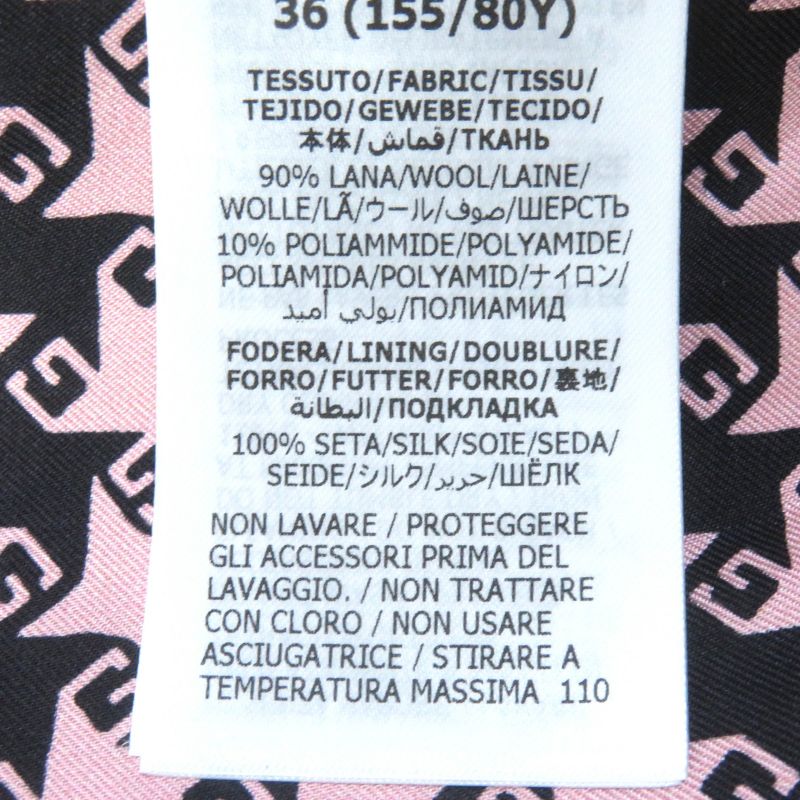 36 (155/80Y)
TESSUTO/FABRIC/TISSU/
TEJIDO/GEWEBE/TECIDO/
本体/قماش/ТКАНЬ
90% LANA/WOOL/LAINE/
WOLLE/LÃ/ウール/صوف/ШЕРСТЬ
10% POLIAMMIDE/POLYAMIDE/
POLIAMIDA/POLYAMID/ナイロン/
بولي أميد/ПОЛИАМИД
FODERA/LINING/DOUBLURE/
FORRO/FUTTER/FORRO/裏地/
البطانة/ПОДКЛАДКА
100% SETA/SILK/SOIE/SEDA/
SEIDE/シルク/حرير/ШЁЛК
NON LAVARE / PROTEGGERE
GLI ACCESSORI PRIMA DEL
LAVAGGIO. / NON TRATTARE
CON CLORO / NON USARE
ASCIUGATRICE / STIRARE A
TEMPERATURA MASSIMA 110